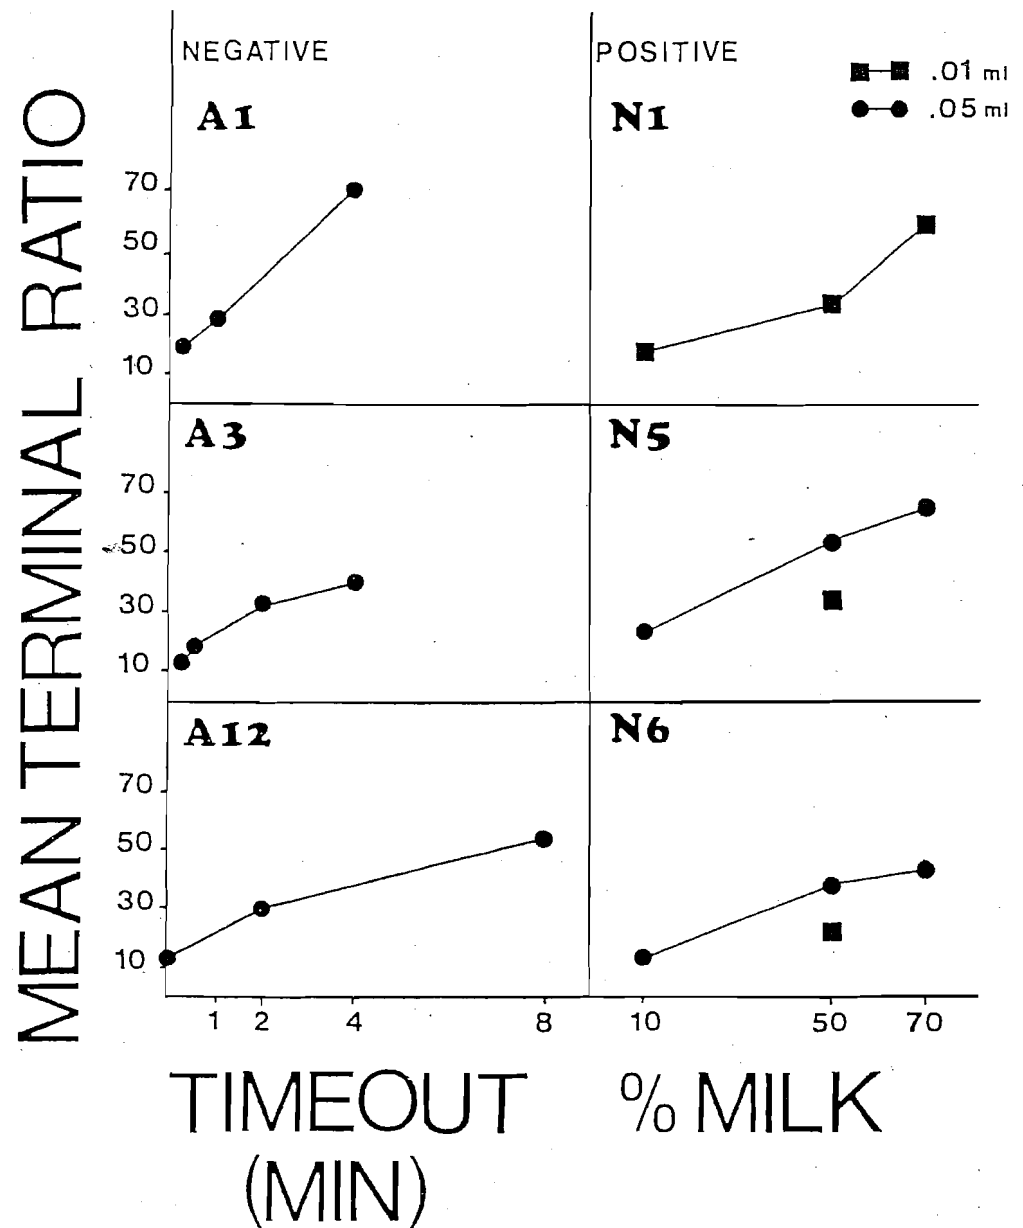 NEGATIVE
POSITIVE
.01 ml
.05 ml
A1
N1
70
50
30
10
A3
N5
70
50
30
10
A12
N6
70
50
30
10
1 2 4 8
10 50 70
MEAN TERMINAL RATIO
TIMEOUT
(MIN)
% MILK